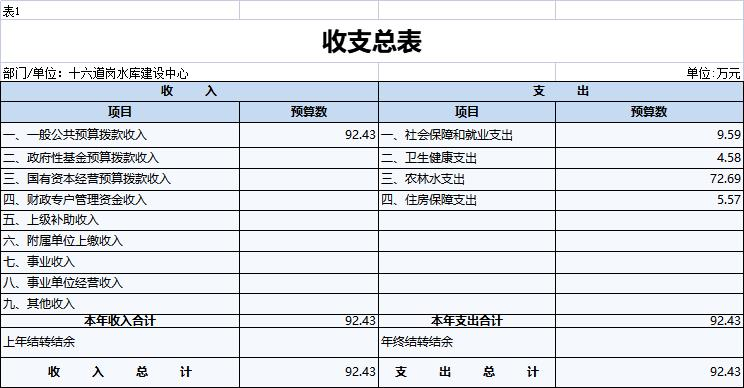 表1
收支总表
部门/单位：十六道岗水库建设中心 单位:万元
收 入 支 出
项目 预算数 项目 预算数
一、一般公共预算拨款收入 92.43 一、社会保障和就业支出 9.59
二、政府性基金预算拨款收入 二、卫生健康支出 4.58
三、国有资本经营预算拨款收入 三、农林水支出 72.69
四、财政专户管理资金收入 四、住房保障支出 5.57
五、上级补助收入
六、附属单位上缴收入
七、事业收入
八、事业单位经营收入
九、其他收入
本年收入合计 92.43 本年支出合计 92.43
上年结转结余 年终结转结余
收 入 总 计 92.43 支 出 总 计 92.43